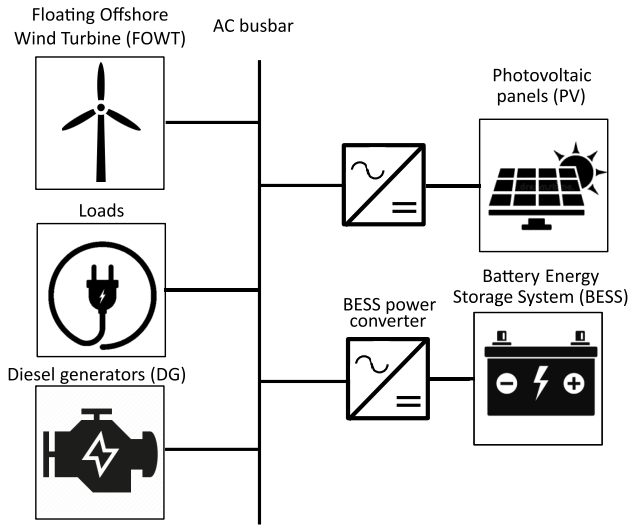 Floating Offshore
Wind Turbine (FOWT)
AC busbar
Photovoltaic
panels (PV)
Loads
Battery Energy
Storage System (BESS)
BESS power
converter
Diesel generators (DG)